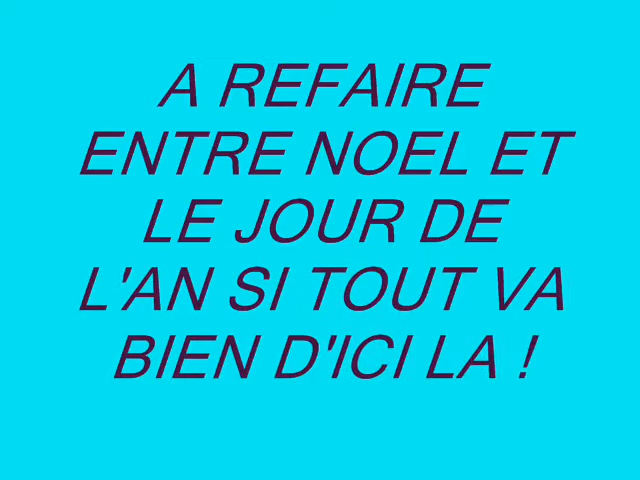 A REFAIRE
ENTRE NOEL ET
LE JOUR DE
L'AN SI TOUT VA
BIEN D'ICI LA !